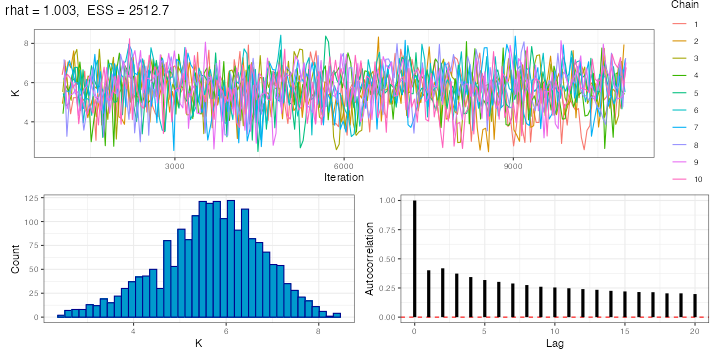 rhat = 1.003, ESS = 2512.7
Chain
1
2
3
4
5
6
7
8
9
10
8
6
4
K
3000 6000 9000
Iteration
125
100
75
50
25
0
Count
4 6 8
K
1.00
0.75
0.50
0.25
0.00
Autocorrelation
0 5 10 15 20
Lag